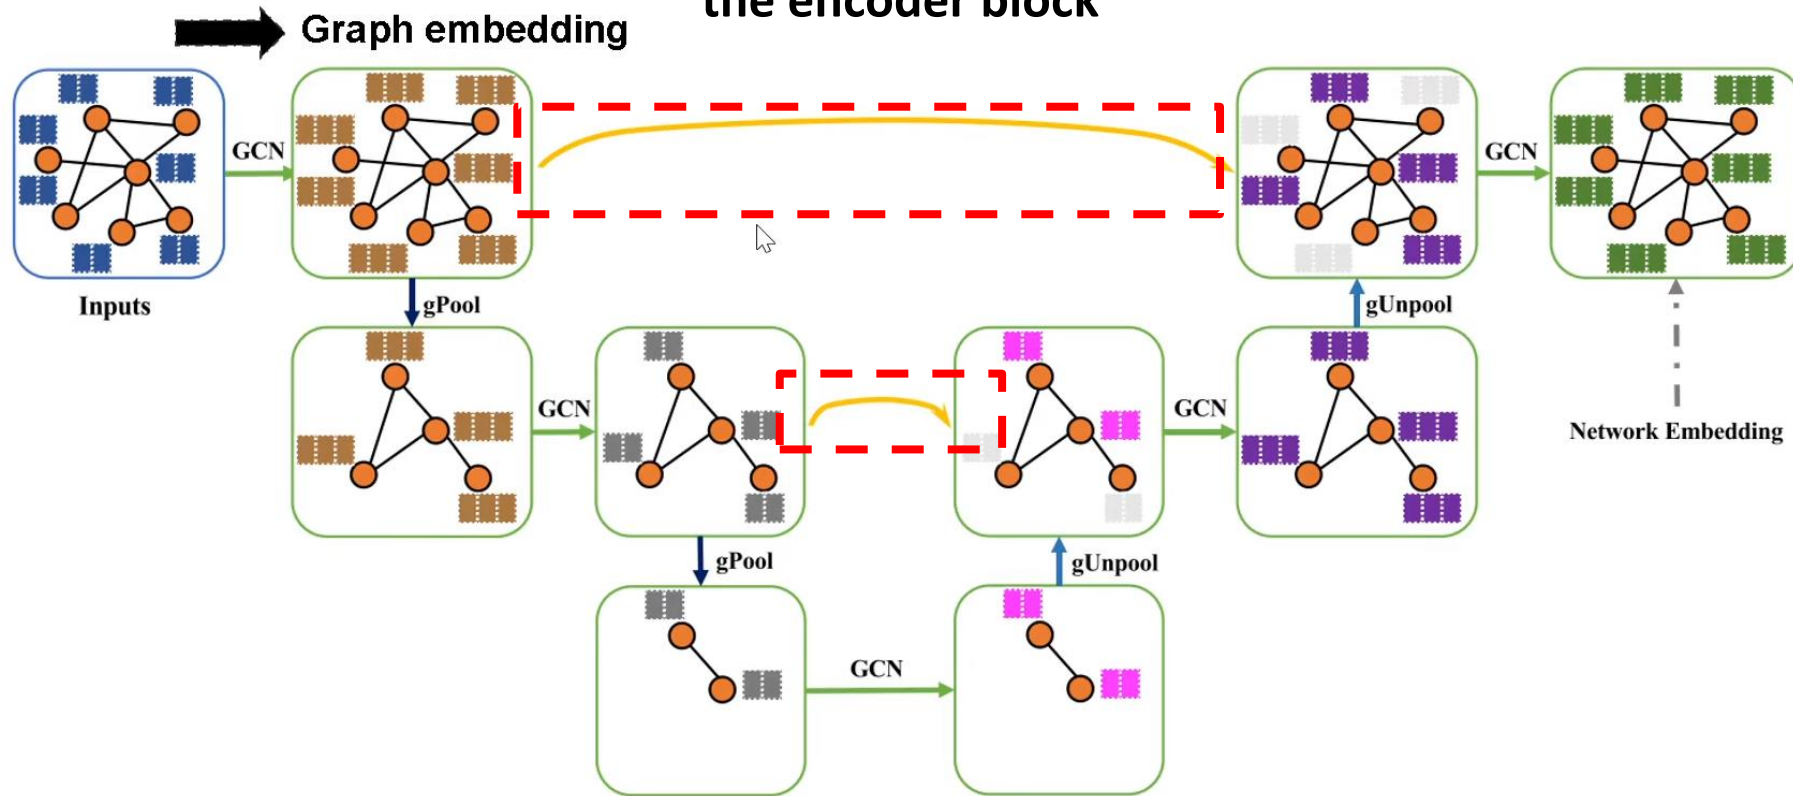 the encoder block
Graph embedding
GCN
GCN
Inputs
gPool
gUnpool
GCN
GCN
Network Embedding
gPool
gUnpool
GCN